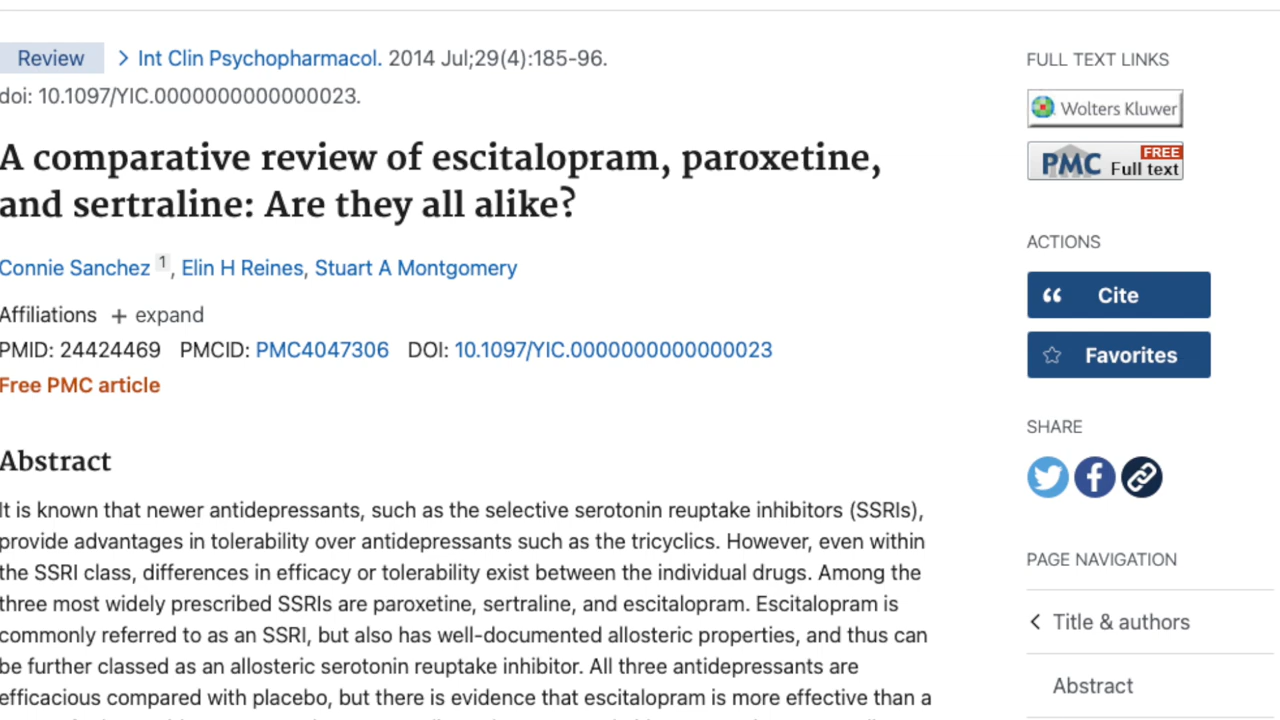 Review > Int Clin Psychopharmacol. 2014 Jul;29(4):185-96.
doi: 10.1097/YIC.0000000000000023.
A comparative review of escitalopram, paroxetine,
and sertraline: Are they all alike?
Connie Sanchez 1, Elin H Reines, Stuart A Montgomery
Affiliations + expand
PMID: 24424469 PMCID: PMC4047306 DOI: 10.1097/YIC.0000000000000023
Free PMC article
Abstract
It is known that newer antidepressants, such as the selective serotonin reuptake inhibitors (SSRIs),
provide advantages in tolerability over antidepressants such as the tricyclics. However, even within
the SSRI class, differences in efficacy or tolerability exist between the individual drugs. Among the
three most widely prescribed SSRIs are paroxetine, sertraline, and escitalopram. Escitalopram is
commonly referred to as an SSRI, but also has well-documented allosteric properties, and thus can
be further classed as an allosteric serotonin reuptake inhibitor. All three antidepressants are
efficacious compared with placebo, but there is evidence that escitalopram is more effective than a
FULL TEXT LINKS
Wolters Kluwer
PMC FREE Full text
ACTIONS
Cite
Favorites
SHARE
PAGE NAVIGATION
Title & authors
Abstract